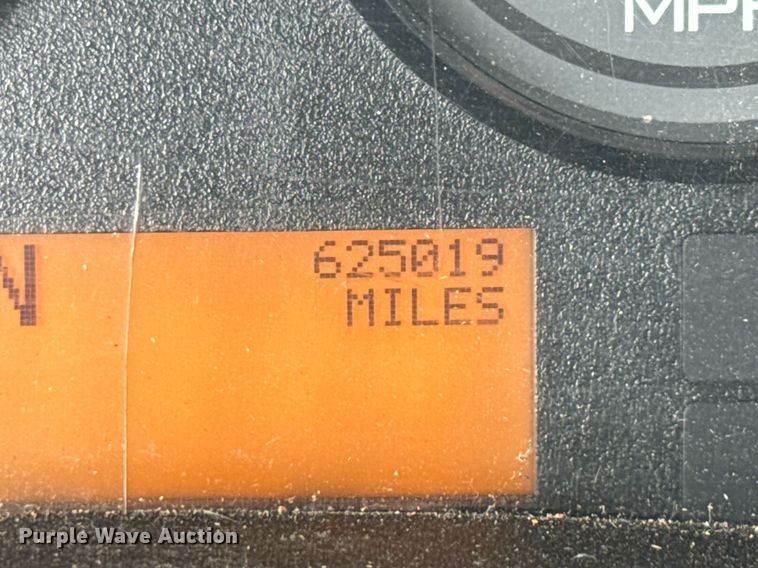 MPH
625019
N
MILES
Purple Wave Auction